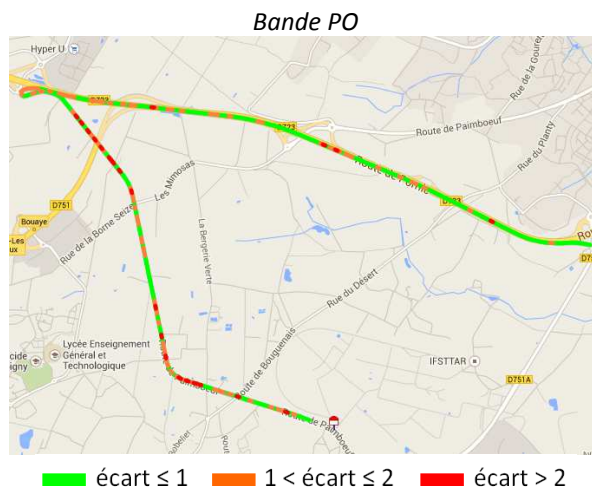 Bande PO
Hyper U
Rue de la Gouren
D723
Route de Paimboeuf
Rue du Planty
D723
Route de Pornic
Les Mimosas
D751
D723
Bouaye
Rue de la Borne Seize
La Bergerie Verte
Rue du Désert
Lycée Enseignement
Général et
Technologique
IFSTTAR
D751A
Route de Bouguenais
Route de Paimboeuf
écart ≤ 1
1 < écart ≤ 2
écart > 2